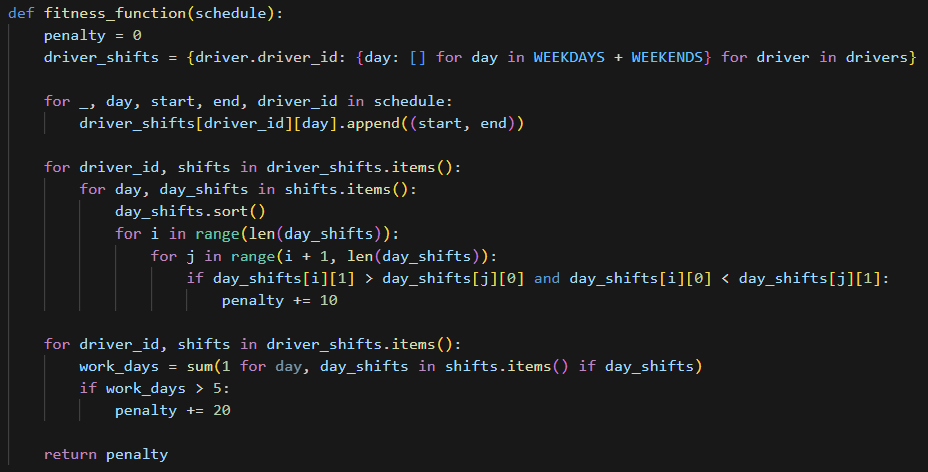 def fitness_function(schedule):
    penalty = 0
    driver_shifts = {driver.driver_id: {day: [] for day in WEEKDAYS + WEEKENDS} for driver in drivers}

    for _, day, start, end, driver_id in schedule:
        driver_shifts[driver_id][day].append((start, end))

    for driver_id, shifts in driver_shifts.items():
        for day, day_shifts in shifts.items():
            day_shifts.sort()
            for i in range(len(day_shifts)):
                for j in range(i + 1, len(day_shifts)):
                    if day_shifts[i][1] > day_shifts[j][0] and day_shifts[i][0] < day_shifts[j][1]:
                        penalty += 10

    for driver_id, shifts in driver_shifts.items():
        work_days = sum(1 for day, day_shifts in shifts.items() if day_shifts)
        if work_days > 5:
            penalty += 20

    return penalty